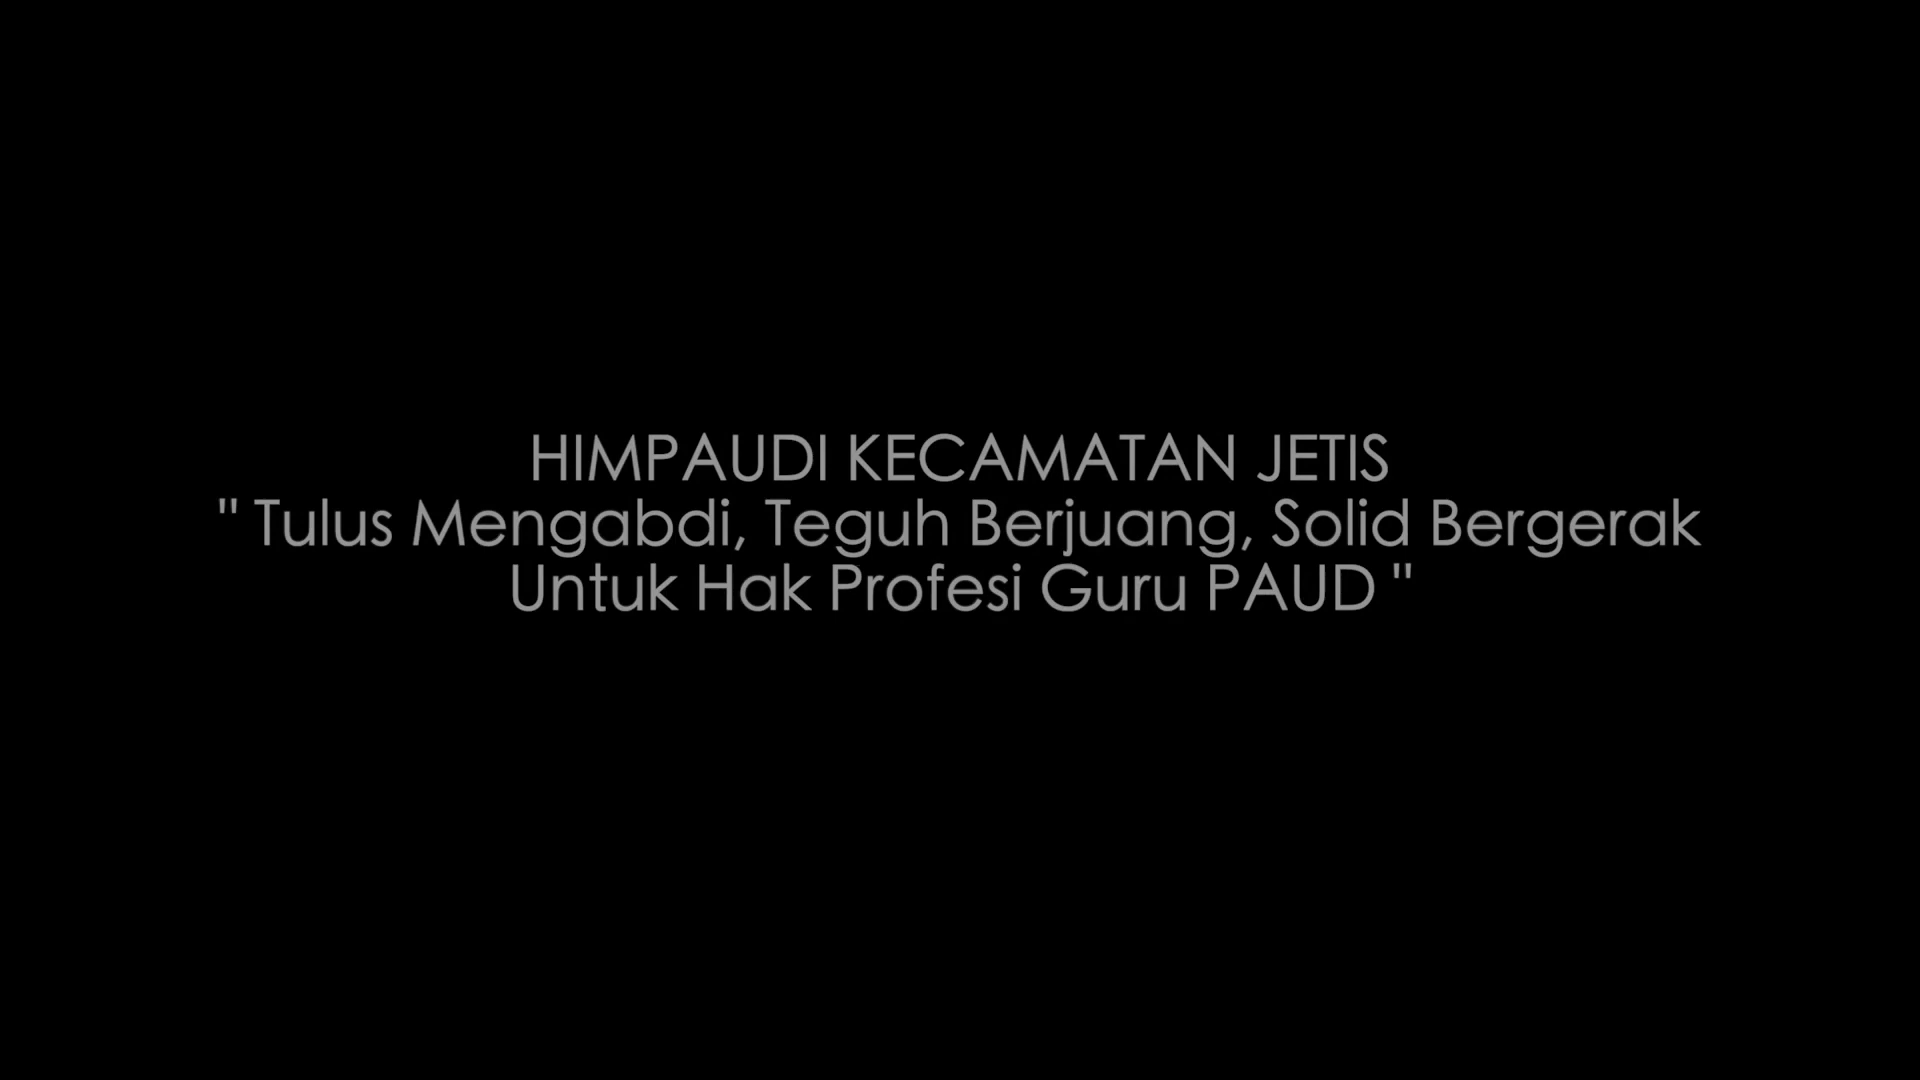 HIMPAUDI KECAMATAN JETIS
" Tulus Mengabdi, Teguh Berjuang, Solid Bergerak
Untuk Hak Profesi Guru PAUD "